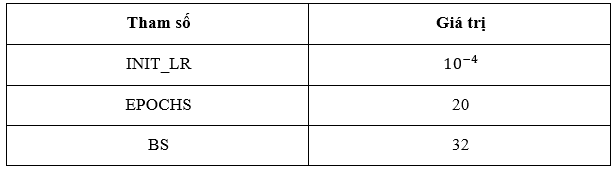 Tham số Giá trị
INIT_LR 10⁻⁴
EPOCHS 20
BS 32